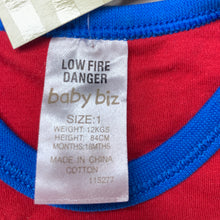 LOW FIRE
DANGER
baby biz
SIZE:1
WEIGHT:12KGS
HEIGHT:84CM
MONTHS:18MTHS
MADE IN CHINA
COTTON
115277